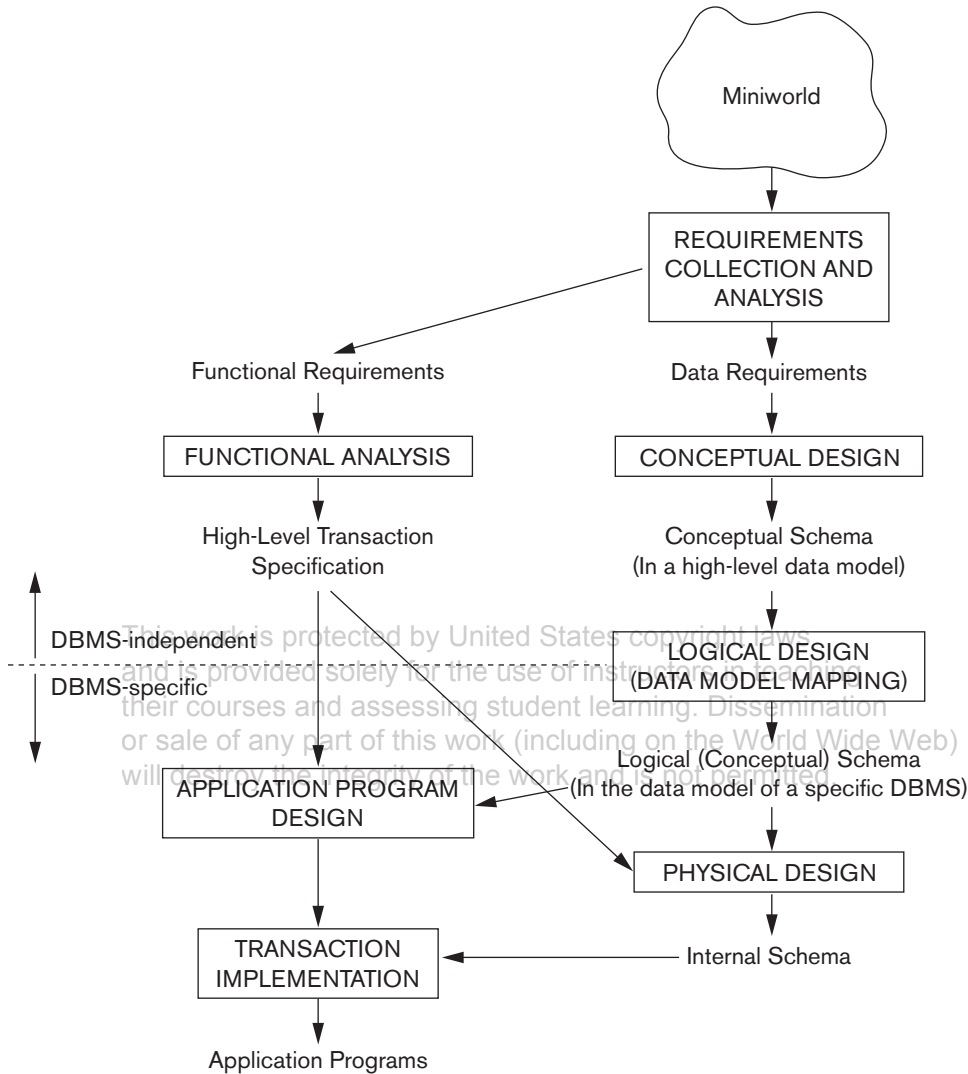 Miniworld
REQUIREMENTS
COLLECTION AND
ANALYSIS
Functional Requirements
Data Requirements
FUNCTIONAL ANALYSIS
CONCEPTUAL DESIGN
High-Level Transaction
Specification
Conceptual Schema
(In a high-level data model)
DBMS-independent
DBMS-specific
This work is protected by United States copyright laws
and is provided solely for the use of instructors in teaching
their courses and assessing student learning. Dissemination
or sale of any part of this work (including on the World Wide Web)
will destroy the integrity of the work and is not permitted.
LOGICAL DESIGN
(DATA MODEL MAPPING)
Logical (Conceptual) Schema
(In the data model of a specific DBMS)
APPLICATION PROGRAM
DESIGN
PHYSICAL DESIGN
TRANSACTION
IMPLEMENTATION
Internal Schema
Application Programs